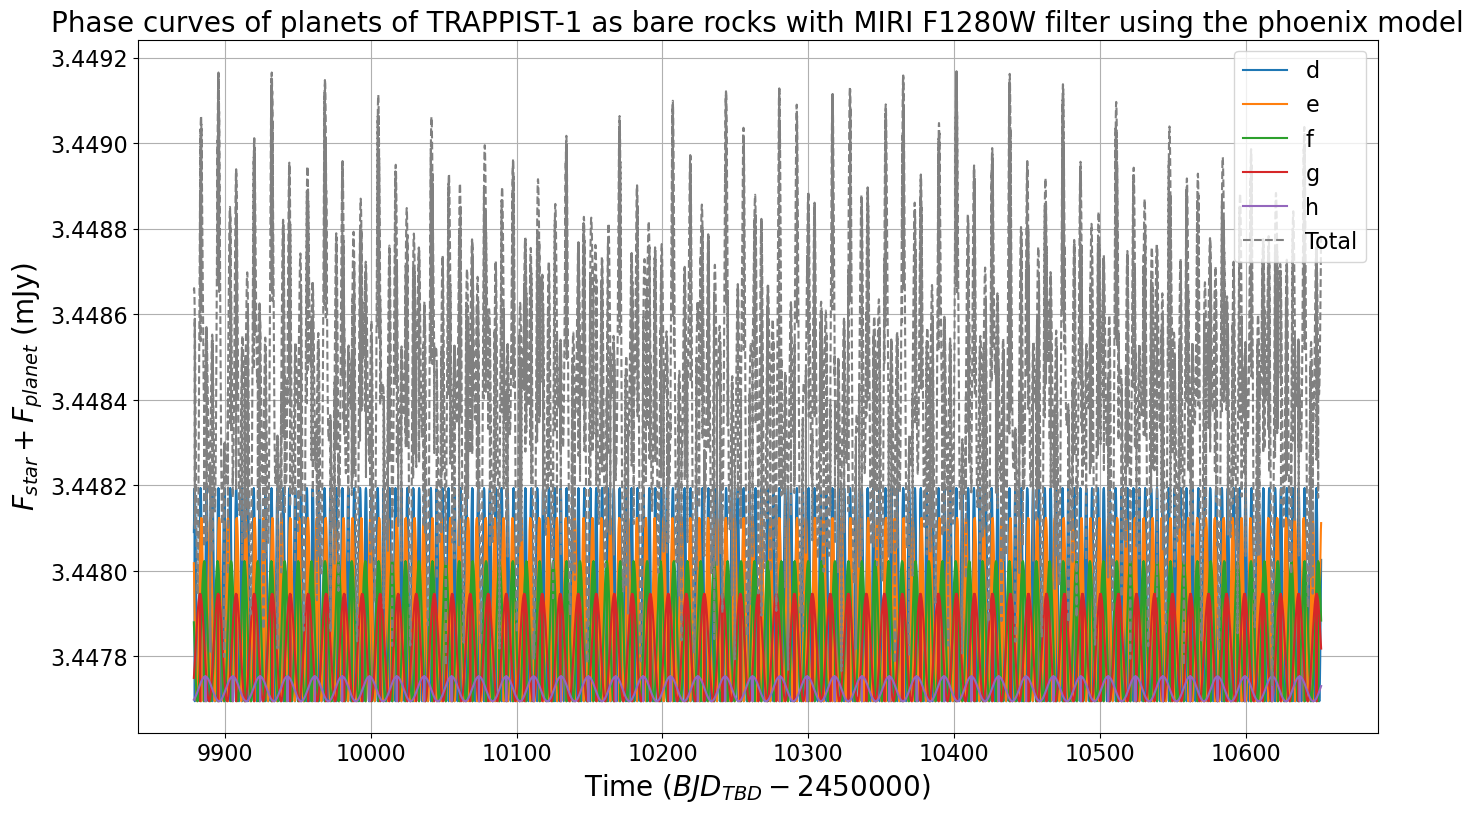 Phase curves of planets of TRAPPIST-1 as bare rocks with MIRI F1280W filter using the phoenix model
3.4492
3.4490
3.4488
3.4486
3.4484
3.4482
3.4480
3.4478
F_star + F_planet (mJy)
d
e
f
g
h
Total
9900
10000
10100
10200
10300
10400
10500
10600
Time (BJD_TBD − 2450000)